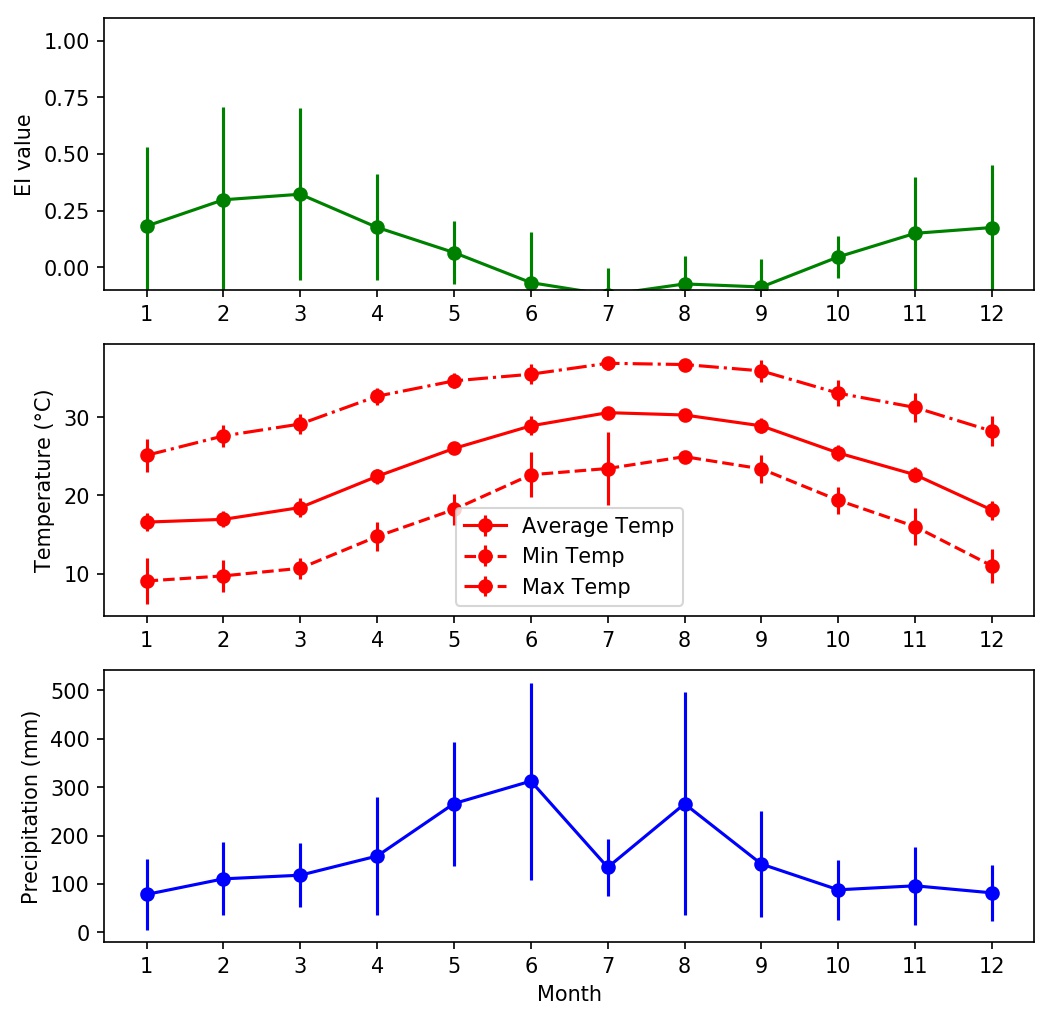 EI value
1.00
0.75
0.50
0.25
0.00
1 2 3 4 5 6 7 8 9 10 11 12
Temperature (°C)
30
20
10
Average Temp
Min Temp
Max Temp
1 2 3 4 5 6 7 8 9 10 11 12
Precipitation (mm)
500
400
300
200
100
0
1 2 3 4 5 6 7 8 9 10 11 12
Month